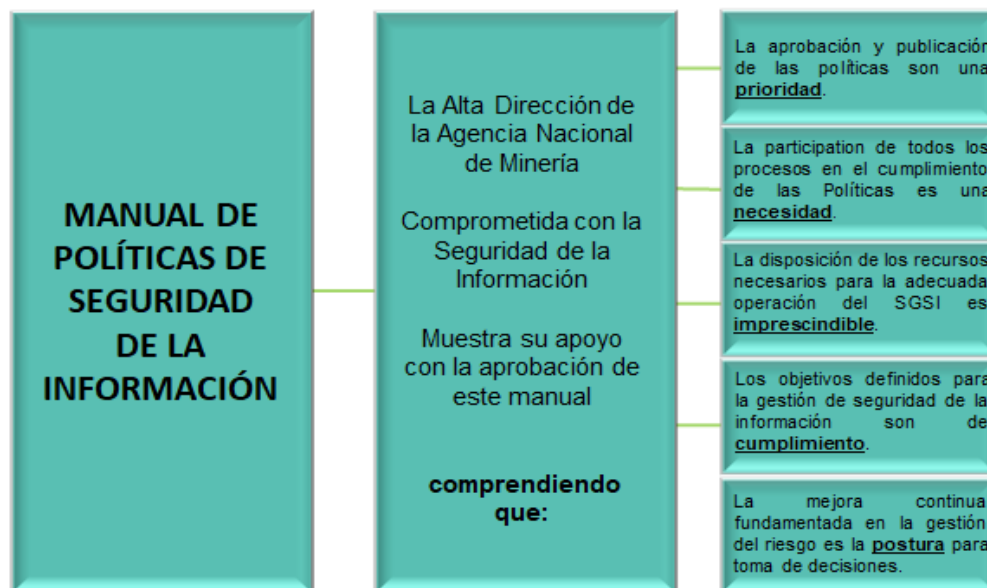 MANUAL DE
POLÍTICAS DE
SEGURIDAD
DE LA
INFORMACIÓN
La Alta Dirección de
la Agencia Nacional
de Minería
Comprometida con la
Seguridad de la
Información
Muestra su apoyo
con la aprobación de
este manual
comprendiendo
que:
La aprobación y publicación
de las políticas son una
prioridad.
La participation de todos los
procesos en el cumplimiento
de las Políticas es una
necesidad.
La disposición de los recursos
necesarios para la adecuada
operación del SGSI es
imprescindible.
Los objetivos definidos para
la gestión de seguridad de la
información son de
cumplimiento.
La mejora continua
fundamentada en la gestión
del riesgo es la postura para
toma de decisiones.